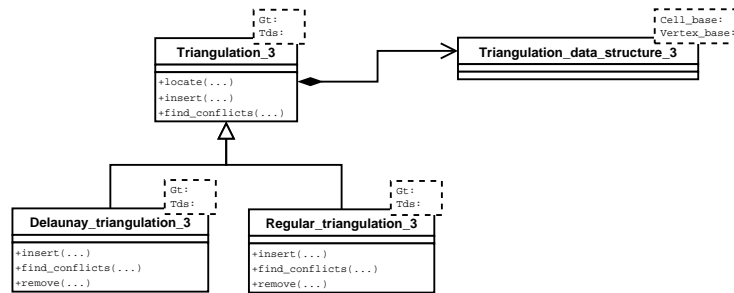 Gt:
Tds:
Triangulation_3
+locate(...)
+insert(...)
+find_conflicts(...)
Cell_base:
Vertex_base:
Triangulation_data_structure_3
Gt:
Tds:
Delaunay_triangulation_3
+insert(...)
+find_conflicts(...)
+remove(...)
Gt:
Tds:
Regular_triangulation_3
+insert(...)
+find_conflicts(...)
+remove(...)